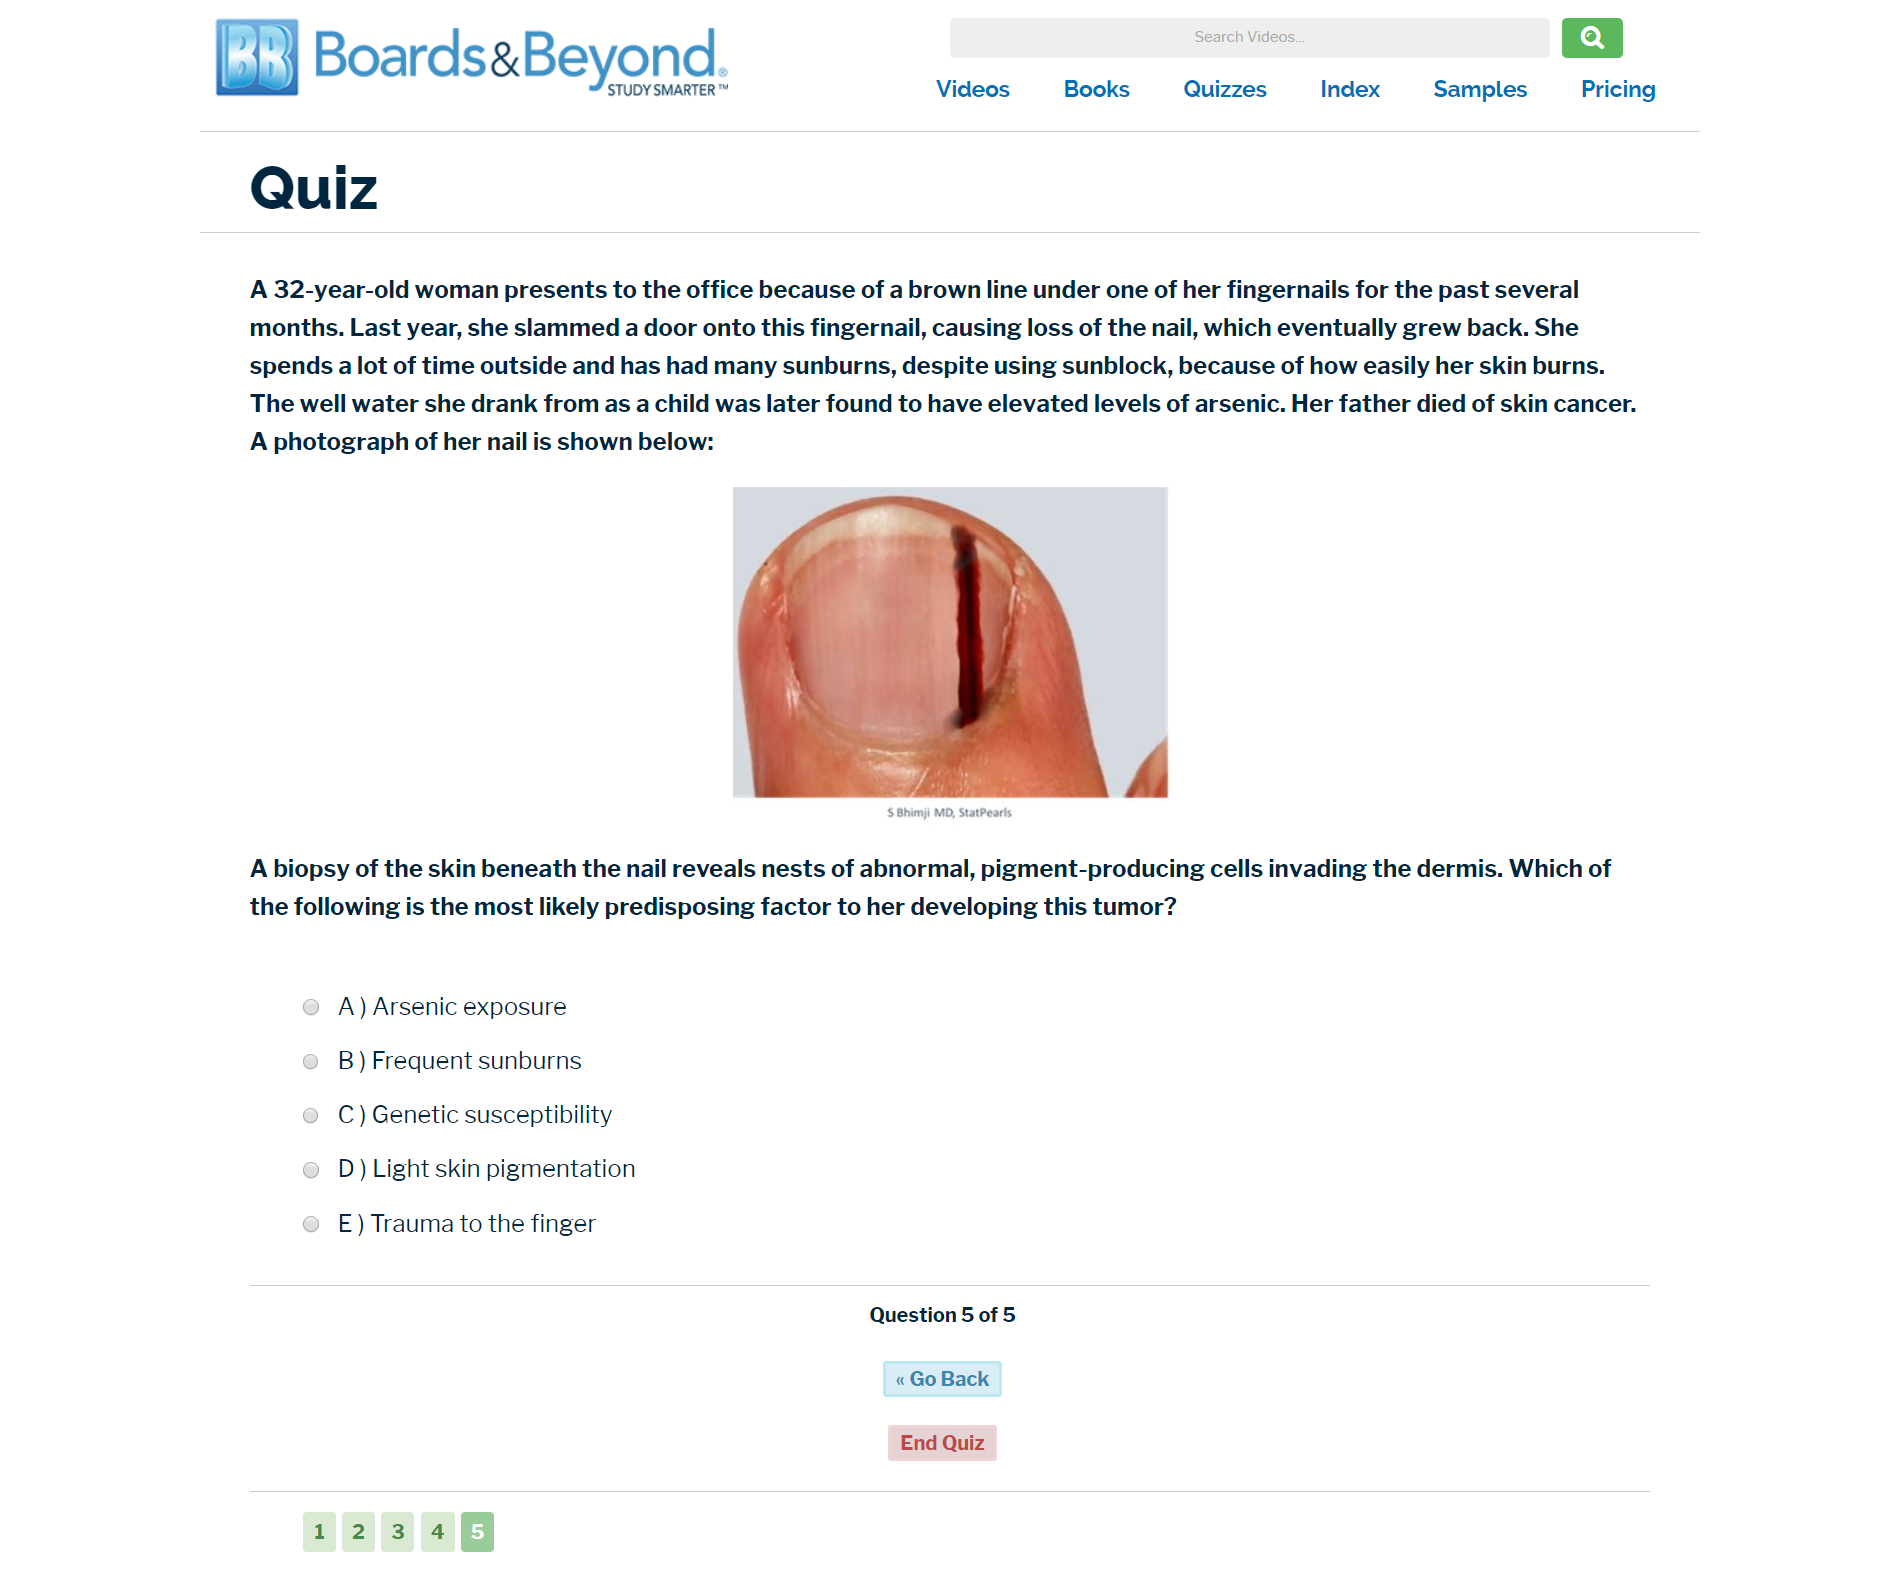 BB Boards&Beyond®
STUDY SMARTER™
Search Videos...
Videos Books Quizzes Index Samples Pricing
Quiz
A 32-year-old woman presents to the office because of a brown line under one of her fingernails for the past several
months. Last year, she slammed a door onto this fingernail, causing loss of the nail, which eventually grew back. She
spends a lot of time outside and has had many sunburns, despite using sunblock, because of how easily her skin burns.
The well water she drank from as a child was later found to have elevated levels of arsenic. Her father died of skin cancer.
A photograph of her nail is shown below:
S Bhimji MD, StatPearls
A biopsy of the skin beneath the nail reveals nests of abnormal, pigment-producing cells invading the dermis. Which of
the following is the most likely predisposing factor to her developing this tumor?
A ) Arsenic exposure
B ) Frequent sunburns
C ) Genetic susceptibility
D ) Light skin pigmentation
E ) Trauma to the finger
Question 5 of 5
« Go Back
End Quiz
1 2 3 4 5